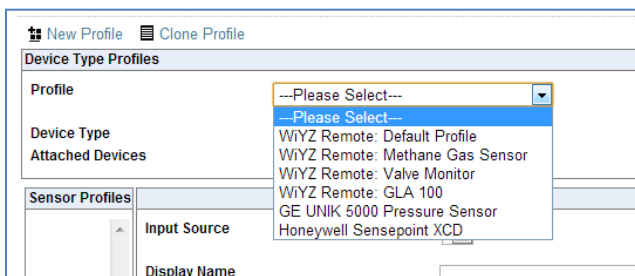 New Profile Clone Profile
Device Type Profiles
Profile
---Please Select---
---Please Select---
WiYZ Remote: Default Profile
WiYZ Remote: Methane Gas Sensor
WiYZ Remote: Valve Monitor
WiYZ Remote: GLA 100
GE UNIK 5000 Pressure Sensor
Honeywell Sensepoint XCD
Device Type
Attached Devices
Sensor Profiles
Input Source
Display Name